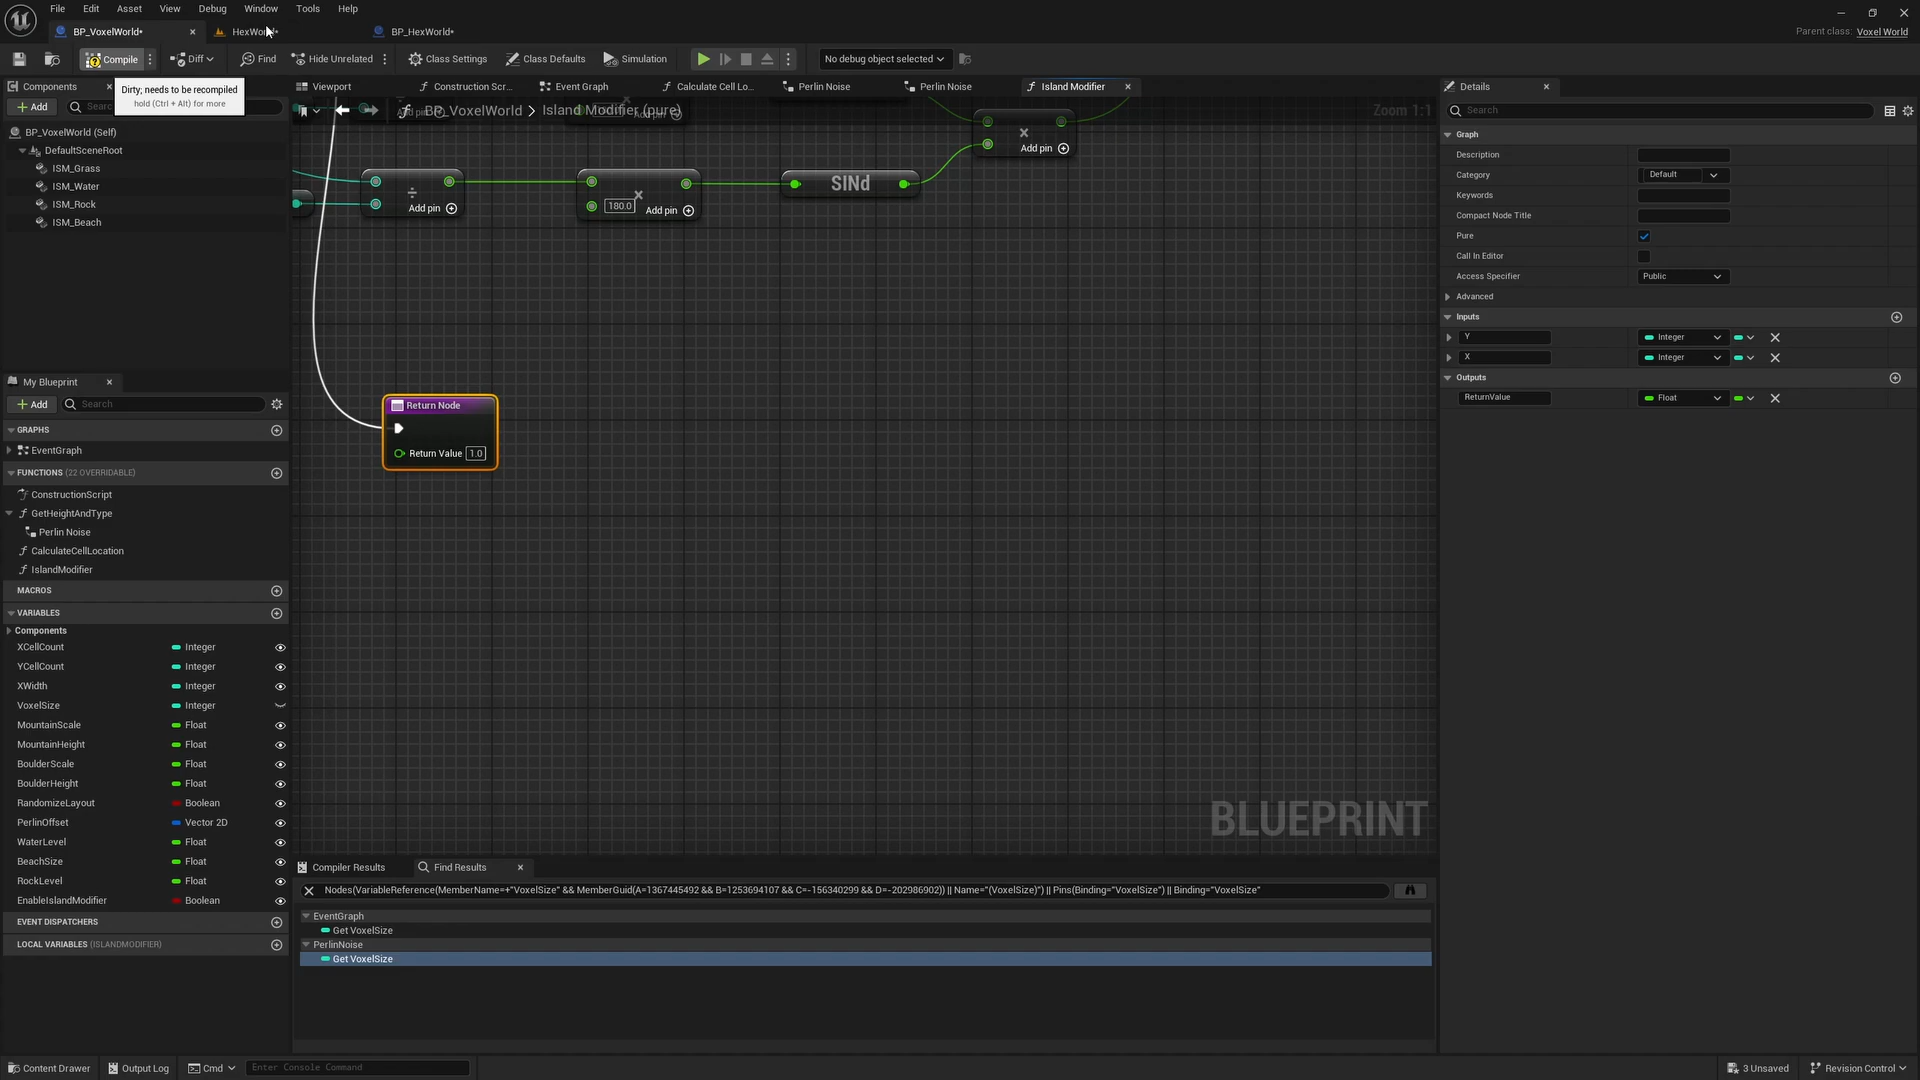 File Edit Asset View Debug Window Tools Help
BP_VoxelWorld* HexWorld* BP_HexWorld*
Parent class: Voxel World
Compile Diff Find Hide Unrelated Class Settings Class Defaults Simulation No debug object selected
Dirty; needs to be recompiled
hold (Ctrl + Alt) for more
Components
Viewport Construction Scr... Event Graph Calculate Cell Lo... Perlin Noise Perlin Noise Island Modifier
Details
Add
Search
BP_VoxelWorld > Island Modifier (pure)
Zoom 1:1
BP_VoxelWorld (Self)
DefaultSceneRoot
ISM_Grass
ISM_Water
ISM_Rock
ISM_Beach
Add pin
Add pin
180.0 Add pin
SINd
Add pin
Return Node
Return Value 1.0
BLUEPRINT
My Blueprint
Add Search
GRAPHS
EventGraph
FUNCTIONS (22 OVERRIDABLE)
ConstructionScript
GetHeightAndType
Perlin Noise
CalculateCellLocation
IslandModifier
MACROS
VARIABLES
Components
XCellCount Integer
YCellCount Integer
XWidth Integer
VoxelSize Integer
MountainScale Float
MountainHeight Float
BoulderScale Float
BoulderHeight Float
RandomizeLayout Boolean
PerlinOffset Vector 2D
WaterLevel Float
BeachSize Float
RockLevel Float
EnableIslandModifier Boolean
EVENT DISPATCHERS
LOCAL VARIABLES (ISLANDMODIFIER)
Compiler Results Find Results
Nodes(VariableReference(MemberName=+"VoxelSize" && MemberGuid(A=1367445492 && B=1253694107 && C=-156340299 && D=-202986902)) || Name="(VoxelSize)") || Pins(Binding="VoxelSize") || Binding="VoxelSize"
EventGraph
Get VoxelSize
PerlinNoise
Get VoxelSize
Search
Graph
Description
Category Default
Keywords
Compact Node Title
Pure
Call In Editor
Access Specifier Public
Advanced
Inputs
Y Integer
X Integer
Outputs
ReturnValue Float
Content Drawer Output Log Cmd Enter Console Command 3 Unsaved Revision Control